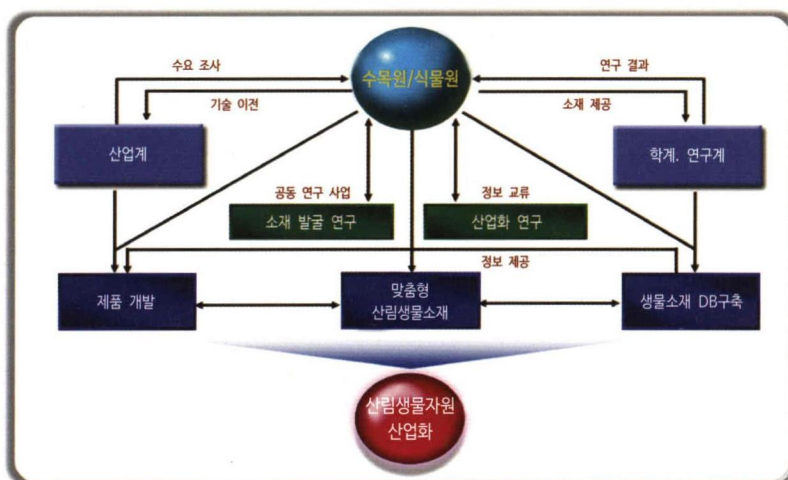 수목원/식물원
수요 조사
연구 결과
기술 이전
소재 제공
산업계
학계. 연구계
공동 연구 사업
정보 교류
소재 발굴 연구
산업화 연구
정보 제공
제품 개발
맞춤형
산림생물소재
생물소재 DB구축
산림생물자원
산업화